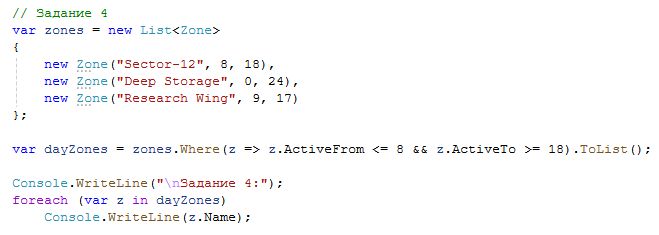 // Задание 4
var zones = new List<Zone>
{
    new Zone("Sector-12", 8, 18),
    new Zone("Deep Storage", 0, 24),
    new Zone("Research Wing", 9, 17)
};

var dayZones = zones.Where(z => z.ActiveFrom <= 8 && z.ActiveTo >= 18).ToList();

Console.WriteLine("\nЗадание 4:");
foreach (var z in dayZones)
    Console.WriteLine(z.Name);